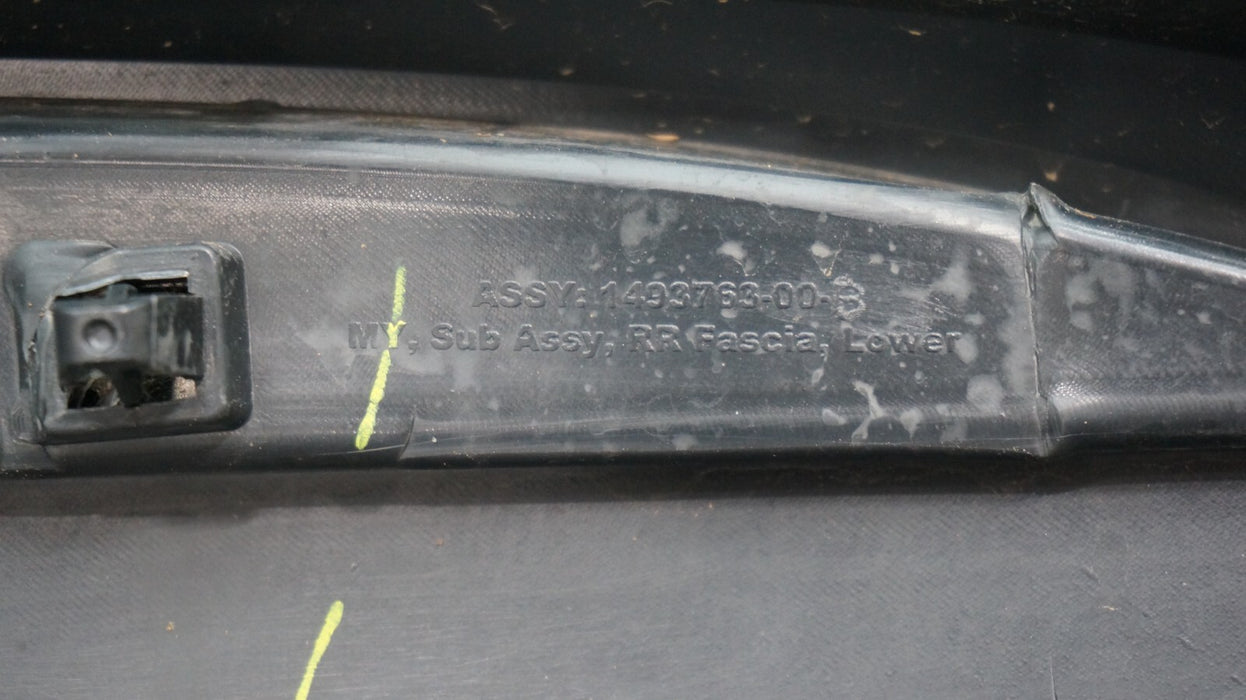 ASSY: 1493763-00-B
MY, Sub Assy, RR Fascia, Lower